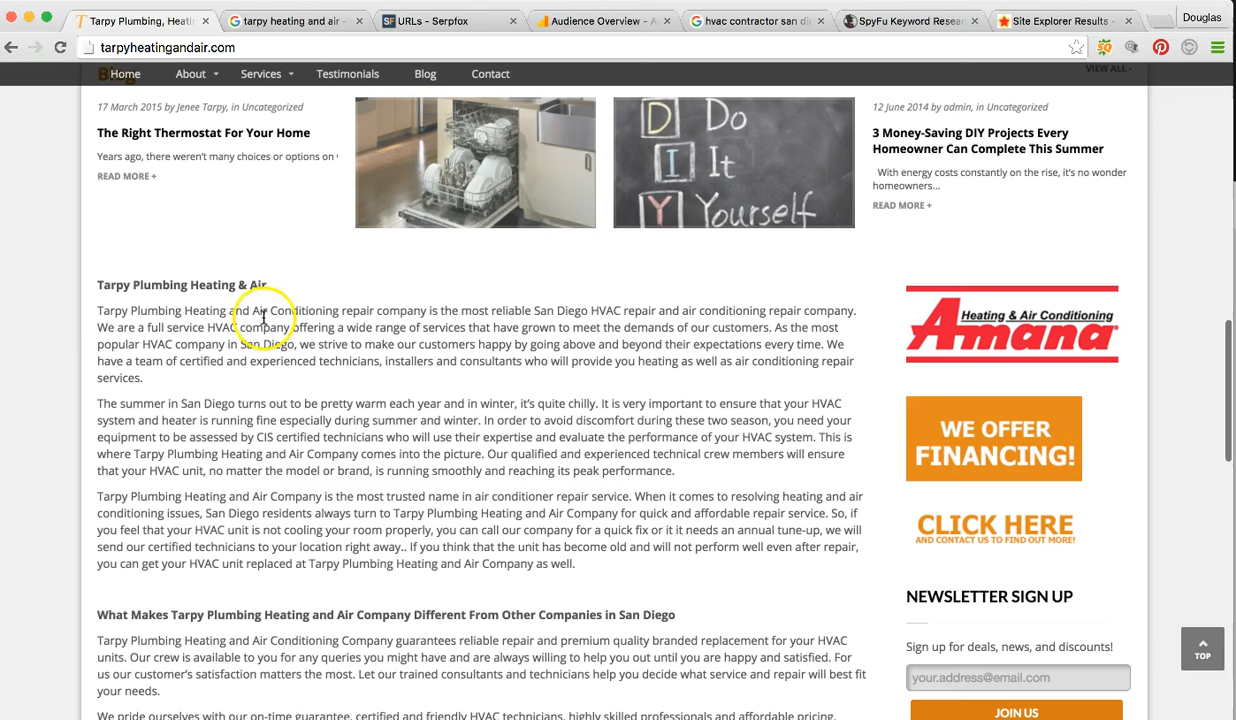 Tarpy Plumbing, Heatin
tarpy heating and air -
URLs - Serpfox
Audience Overview - A
hvac contractor san di
SpyFu Keyword Resear
Site Explorer Results -
Douglas
tarpyheatingandair.com
Blog
VIEW ALL
Home
About
Services
Testimonials
Blog
Contact
17 March 2015 by Jenee Tarpy, in Uncategorized
The Right Thermostat For Your Home
Years ago, there weren't many choices or options on
READ MORE +
D Do
I It
Y Yourself
12 June 2014 by admin, in Uncategorized
3 Money-Saving DIY Projects Every
Homeowner Can Complete This Summer
With energy costs constantly on the rise, it's no wonder
homeowners...
READ MORE +
Tarpy Plumbing Heating & Air
Tarpy Plumbing Heating and Air Conditioning repair company is the most reliable San Diego HVAC repair and air conditioning repair company.
We are a full service HVAC company offering a wide range of services that have grown to meet the demands of our customers. As the most
popular HVAC company in San Diego, we strive to make our customers happy by going above and beyond their expectations every time. We
have a team of certified and experienced technicians, installers and consultants who will provide you heating as well as air conditioning repair
services.
The summer in San Diego turns out to be pretty warm each year and in winter, it's quite chilly. It is very important to ensure that your HVAC
system and heater is running fine especially during summer and winter. In order to avoid discomfort during these two season, you need your
equipment to be assessed by CIS certified technicians who will use their expertise and evaluate the performance of your HVAC system. This is
where Tarpy Plumbing Heating and Air Company comes into the picture. Our qualified and experienced technical crew members will ensure
that your HVAC unit, no matter the model or brand, is running smoothly and reaching its peak performance.
Tarpy Plumbing Heating and Air Company is the most trusted name in air conditioner repair service. When it comes to resolving heating and air
conditioning issues, San Diego residents always turn to Tarpy Plumbing Heating and Air Company for quick and affordable repair service. So, if
you feel that your HVAC unit is not cooling your room properly, you can call our company for a quick fix or it it needs an annual tune-up, we will
send our certified technicians to your location right away.. If you think that the unit has become old and will not perform well even after repair,
you can get your HVAC unit replaced at Tarpy Plumbing Heating and Air Company as well.
What Makes Tarpy Plumbing Heating and Air Company Different From Other Companies in San Diego
Tarpy Plumbing Heating and Air Conditioning Company guarantees reliable repair and premium quality branded replacement for your HVAC
units. Our crew is available to you for any queries you might have and are always willing to help you out until you are happy and satisfied. For
us our customer's satisfaction matters the most. Let our trained consultants and technicians help you decide what service and repair will best fit
your needs.
We pride ourselves with our on-time guarantee, certified and friendly HVAC technicians, highly skilled professionals and affordable pricing.
Heating & Air Conditioning
Amana
WE OFFER
FINANCING!
CLICK HERE
AND CONTACT US TO FIND OUT MORE!
NEWSLETTER SIGN UP
Sign up for deals, news, and discounts!
your.address@email.com
JOIN US
TOP